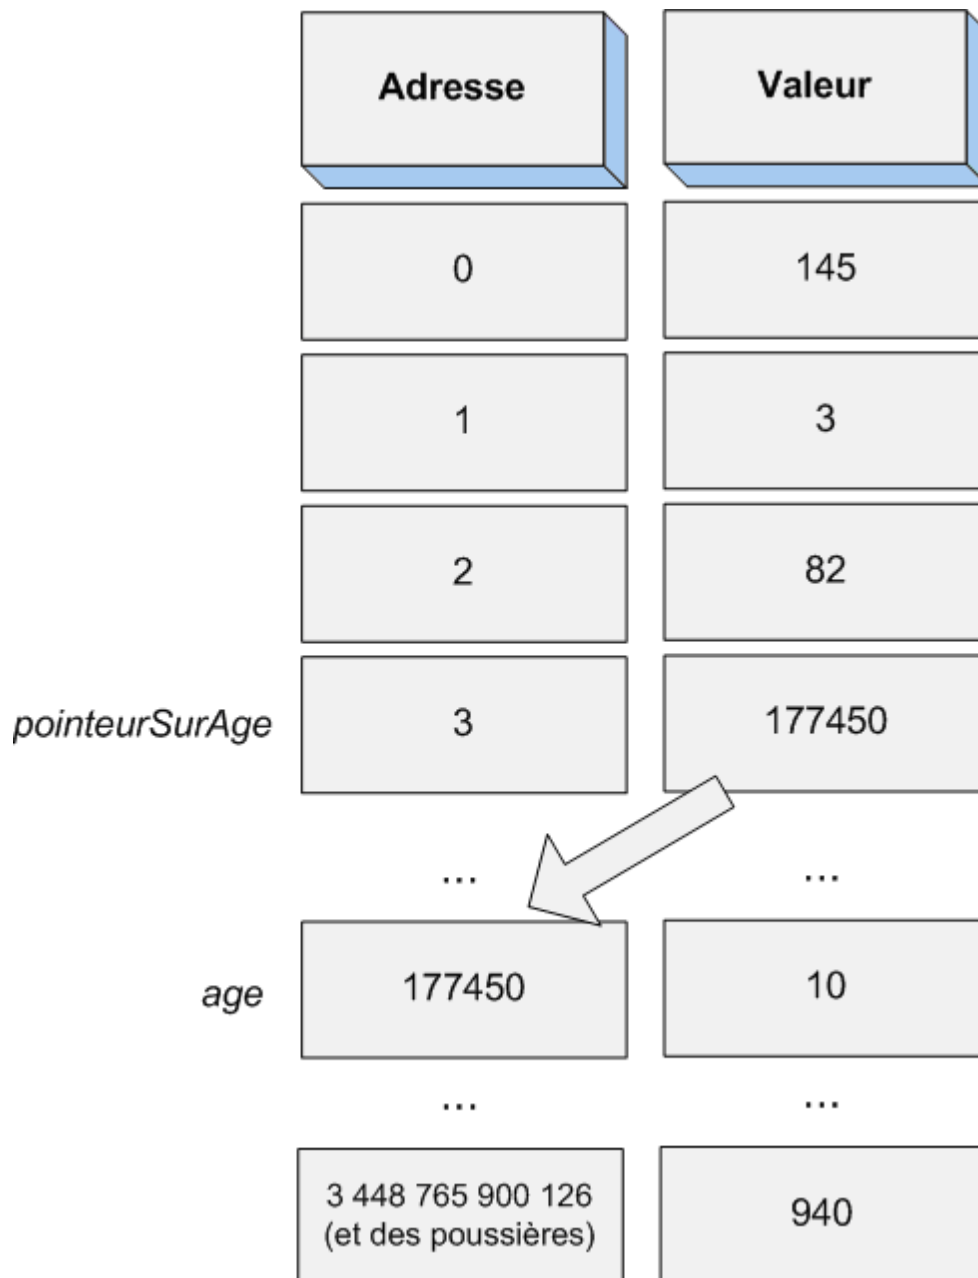 Adresse Valeur
0 145
1 3
2 82
pointeurSurAge 3 177450
... ...
age 177450 10
... ...
3 448 765 900 126
(et des poussières) 940